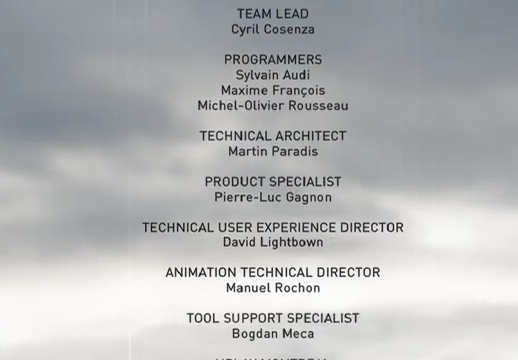 TEAM LEAD
Cyril Cosenza
PROGRAMMERS
Sylvain Audi
Maxime François
Michel-Olivier Rousseau
TECHNICAL ARCHITECT
Martin Paradis
PRODUCT SPECIALIST
Pierre-Luc Gagnon
TECHNICAL USER EXPERIENCE DIRECTOR
David Lightbown
ANIMATION TECHNICAL DIRECTOR
Manuel Rochon
TOOL SUPPORT SPECIALIST
Bogdan Meca